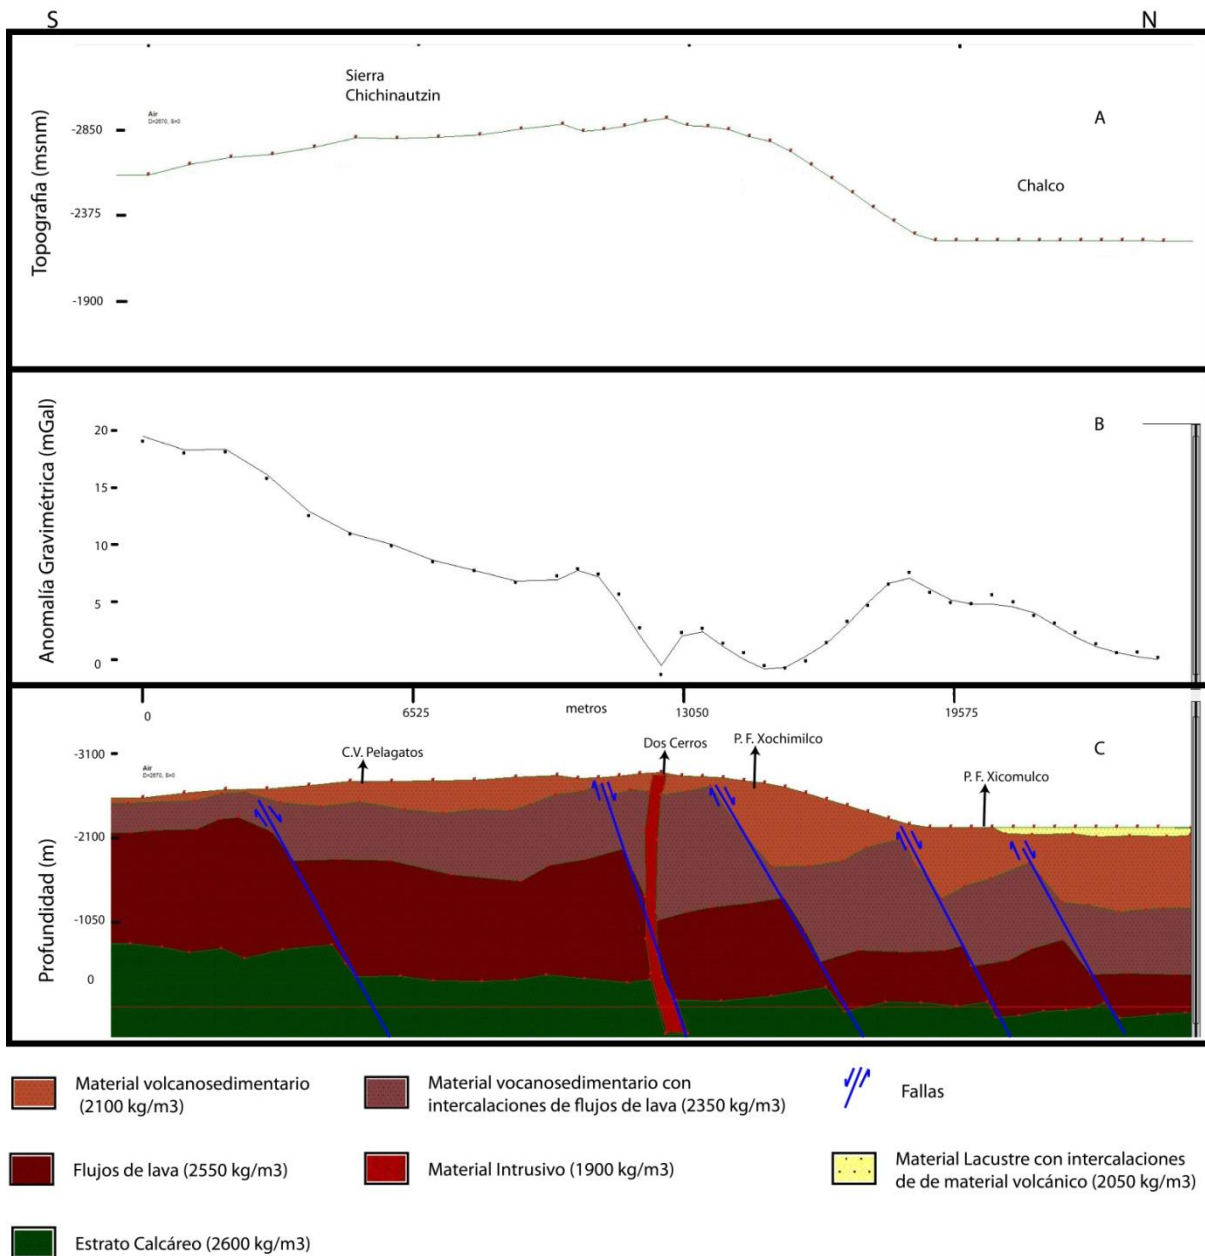 S
N
Topografia (msnm)
Sierra
Chichinautzin
Air
D=2670, S=0
A
-2850
Chalco
-2375
-1900
Anomalía Gravimétrica (mGal)
B
20
15
10
5
0
0
6525
metros
13050
19575
Profundidad (m)
C
-3100
Air
D=2670, S=0
C.V. Pelagatos
Dos Cerros
P. F. Xochimilco
P. F. Xicomulco
-2100
-1050
0
Material volcanosedimentario
(2100 kg/m3)
Material vocanosedimentario con
intercalaciones de flujos de lava (2350 kg/m3)
Fallas
Flujos de lava (2550 kg/m3)
Material Intrusivo (1900 kg/m3)
Material Lacustre con intercalaciones
de de material volcánico (2050 kg/m3)
Estrato Calcáreo (2600 kg/m3)